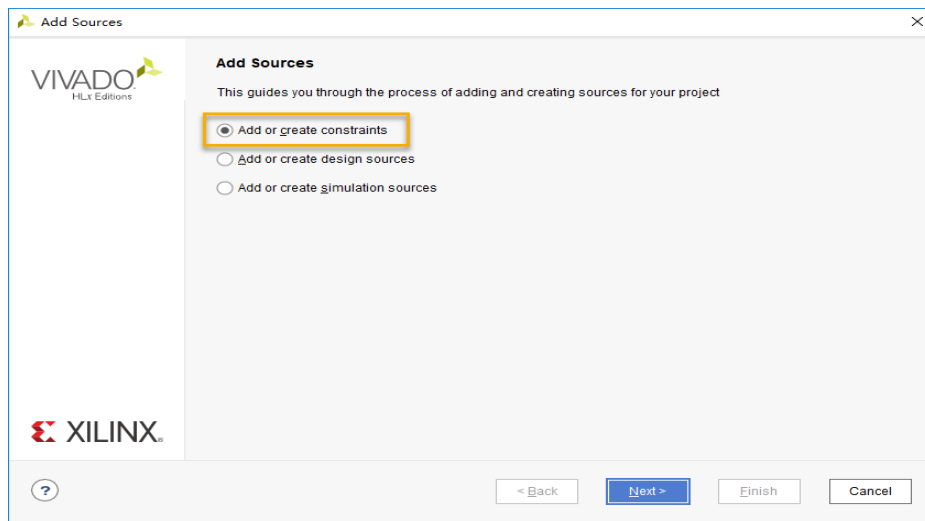 Add Sources
VIVADO
HLx Editions
Add Sources
This guides you through the process of adding and creating sources for your project
Add or create constraints
Add or create design sources
Add or create simulation sources
XILINX®
?
< Back
Next >
Finish
Cancel